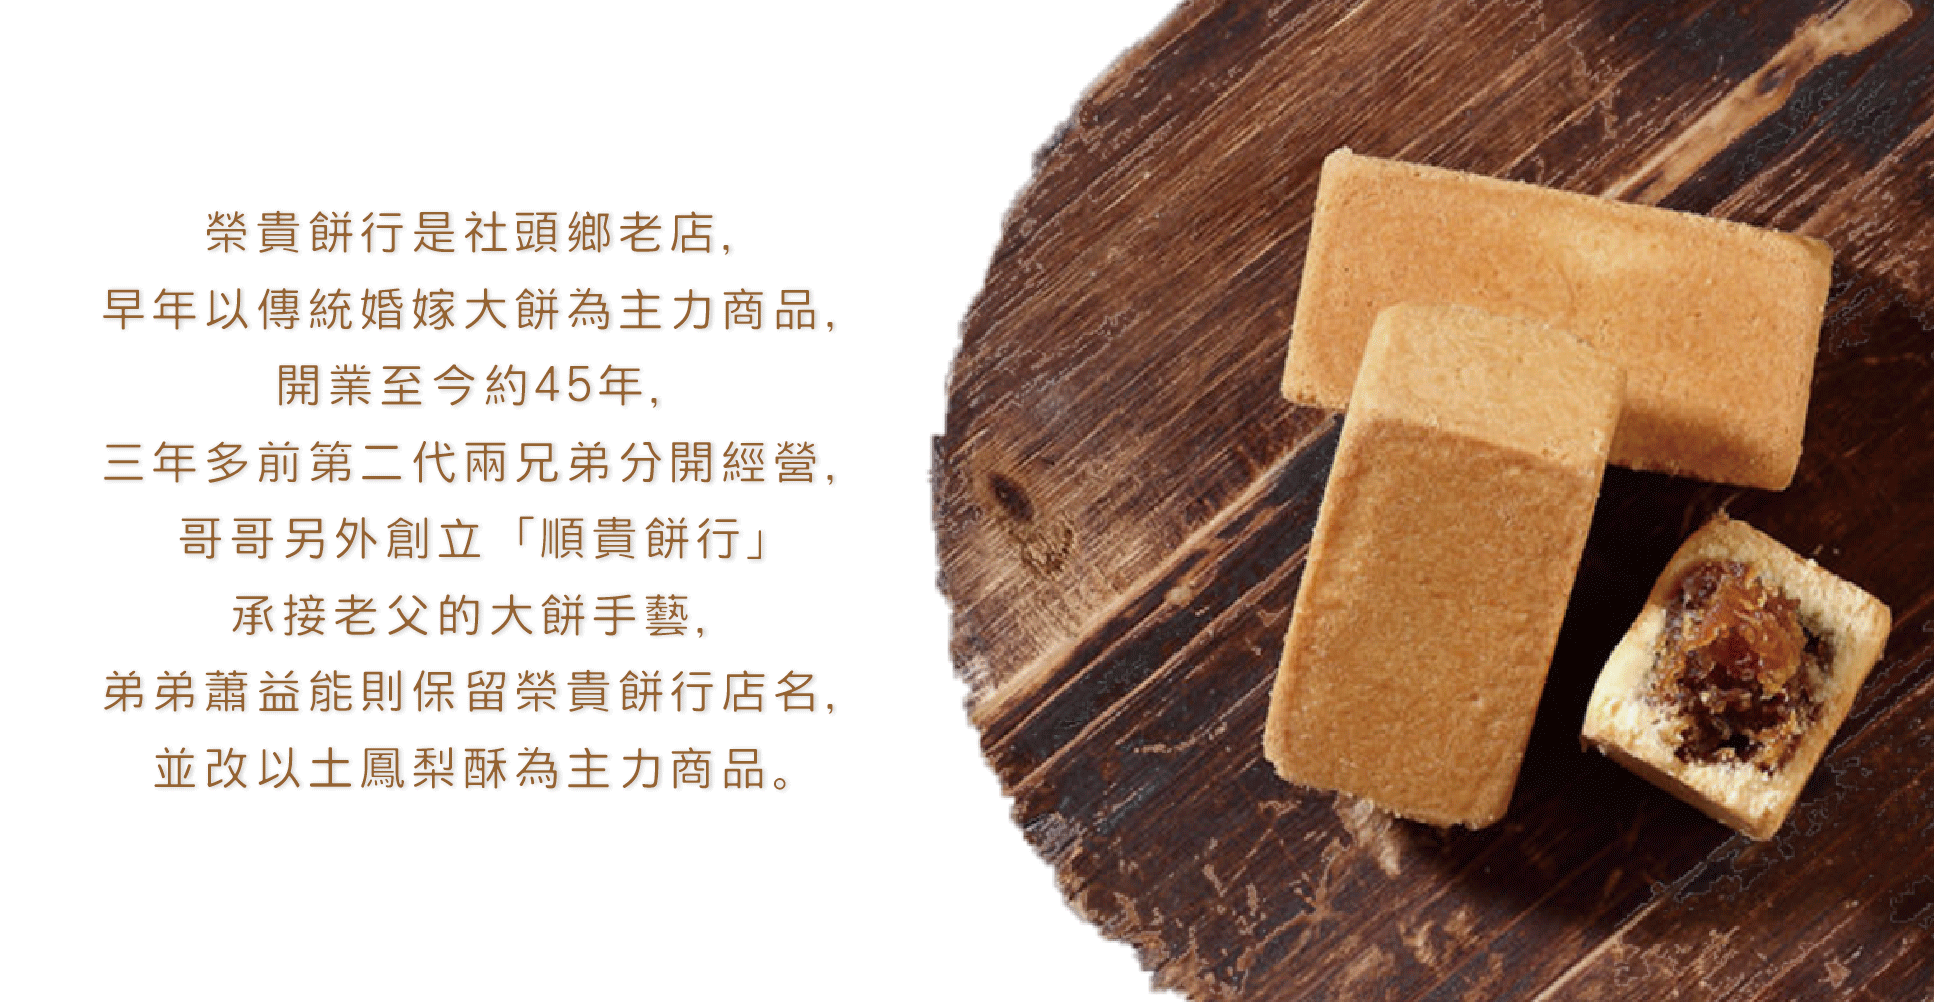 榮貴餅行是社頭鄉老店,
早年以傳統婚嫁大餅為主力商品,
開業至今約45年,
三年多前第二代兩兄弟分開經營,
哥哥另外創立「順貴餅行」
承接老父的大餅手藝,
弟弟蕭益能則保留榮貴餅行店名,
並改以土鳳梨酥為主力商品。